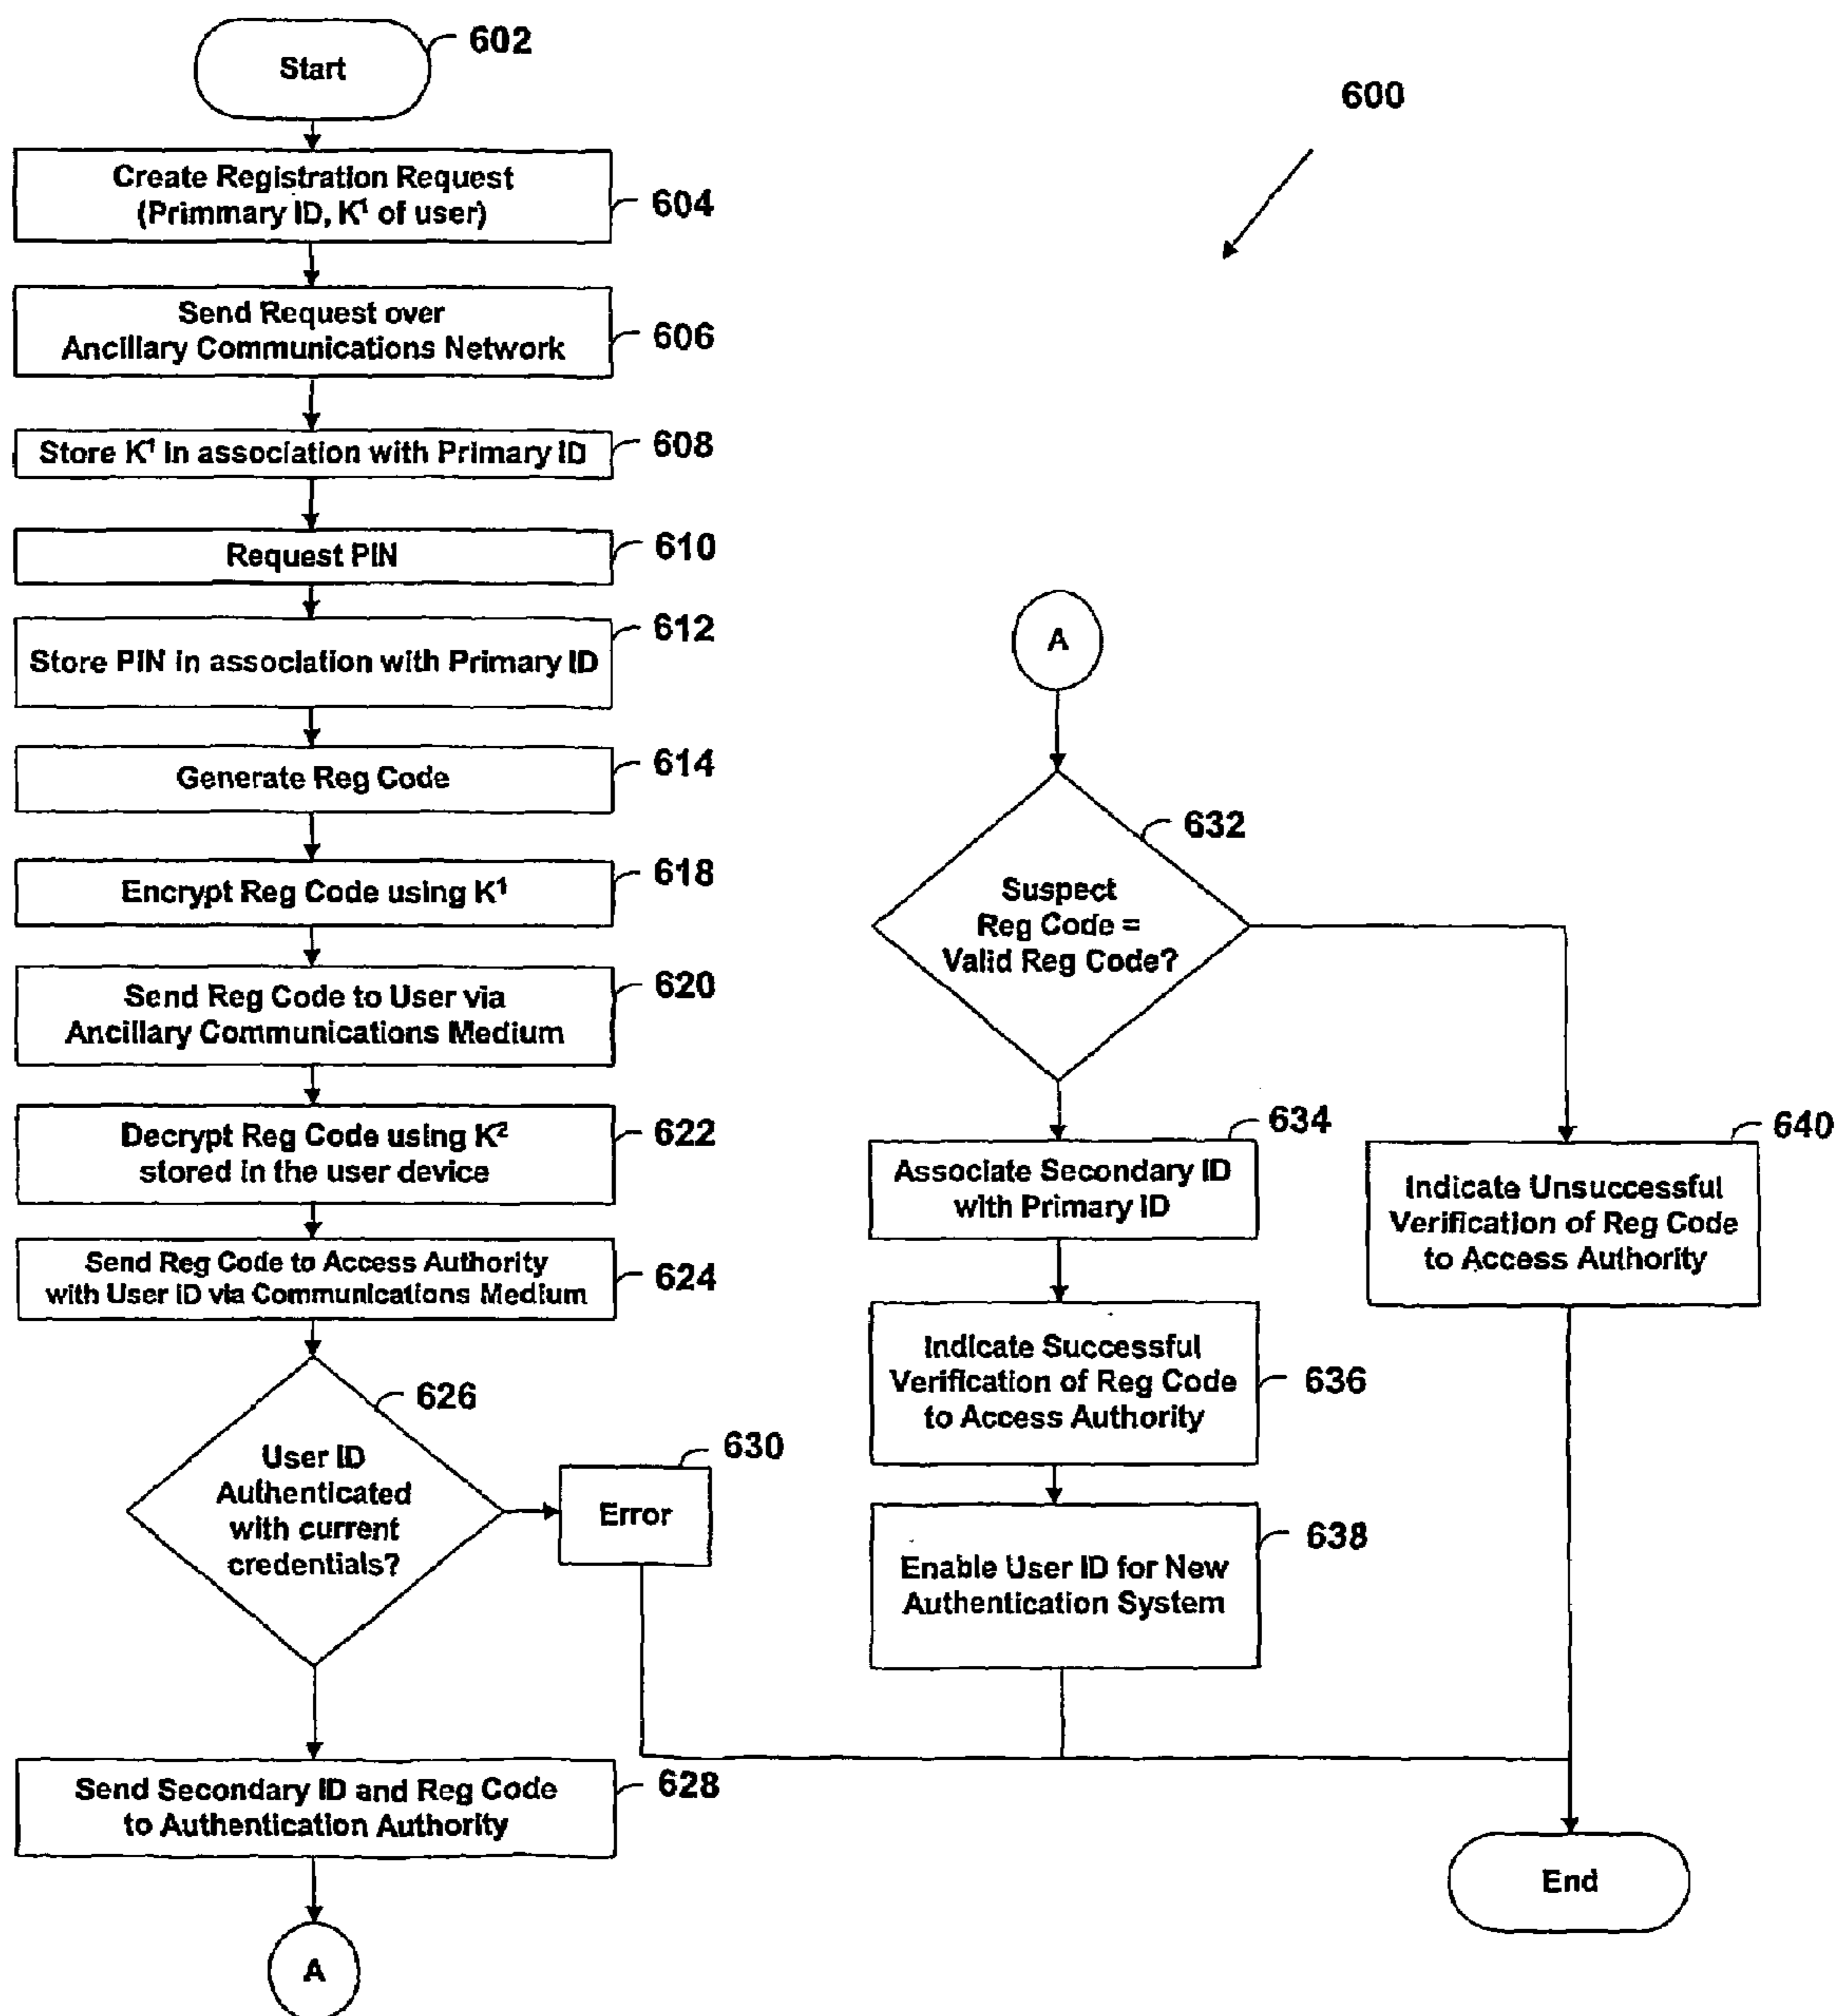 602
Start
600
Create Registration Request
(Primmary ID, K¹ of user)
604
Send Request over
Ancillary Communications Network
606
Store K¹ in association with Primary ID
608
Request PIN
610
Store PIN in association with Primary ID
612
Generate Reg Code
614
Encrypt Reg Code using K¹
618
Send Reg Code to User via
Ancillary Communications Medium
620
Decrypt Reg Code using K²
stored in the user device
622
Send Reg Code to Access Authority
with User ID via Communications Medium
624
User ID
Authenticated
with current
credentials?
626
Error
630
Send Secondary ID and Reg Code
to Authentication Authority
628
A
A
Suspect
Reg Code =
Valid Reg Code?
632
Associate Secondary ID
with Primary ID
634
Indicate Successful
Verification of Reg Code
to Access Authority
636
Enable User ID for New
Authentication System
638
Indicate Unsuccessful
Verification of Reg Code
to Access Authority
640
End